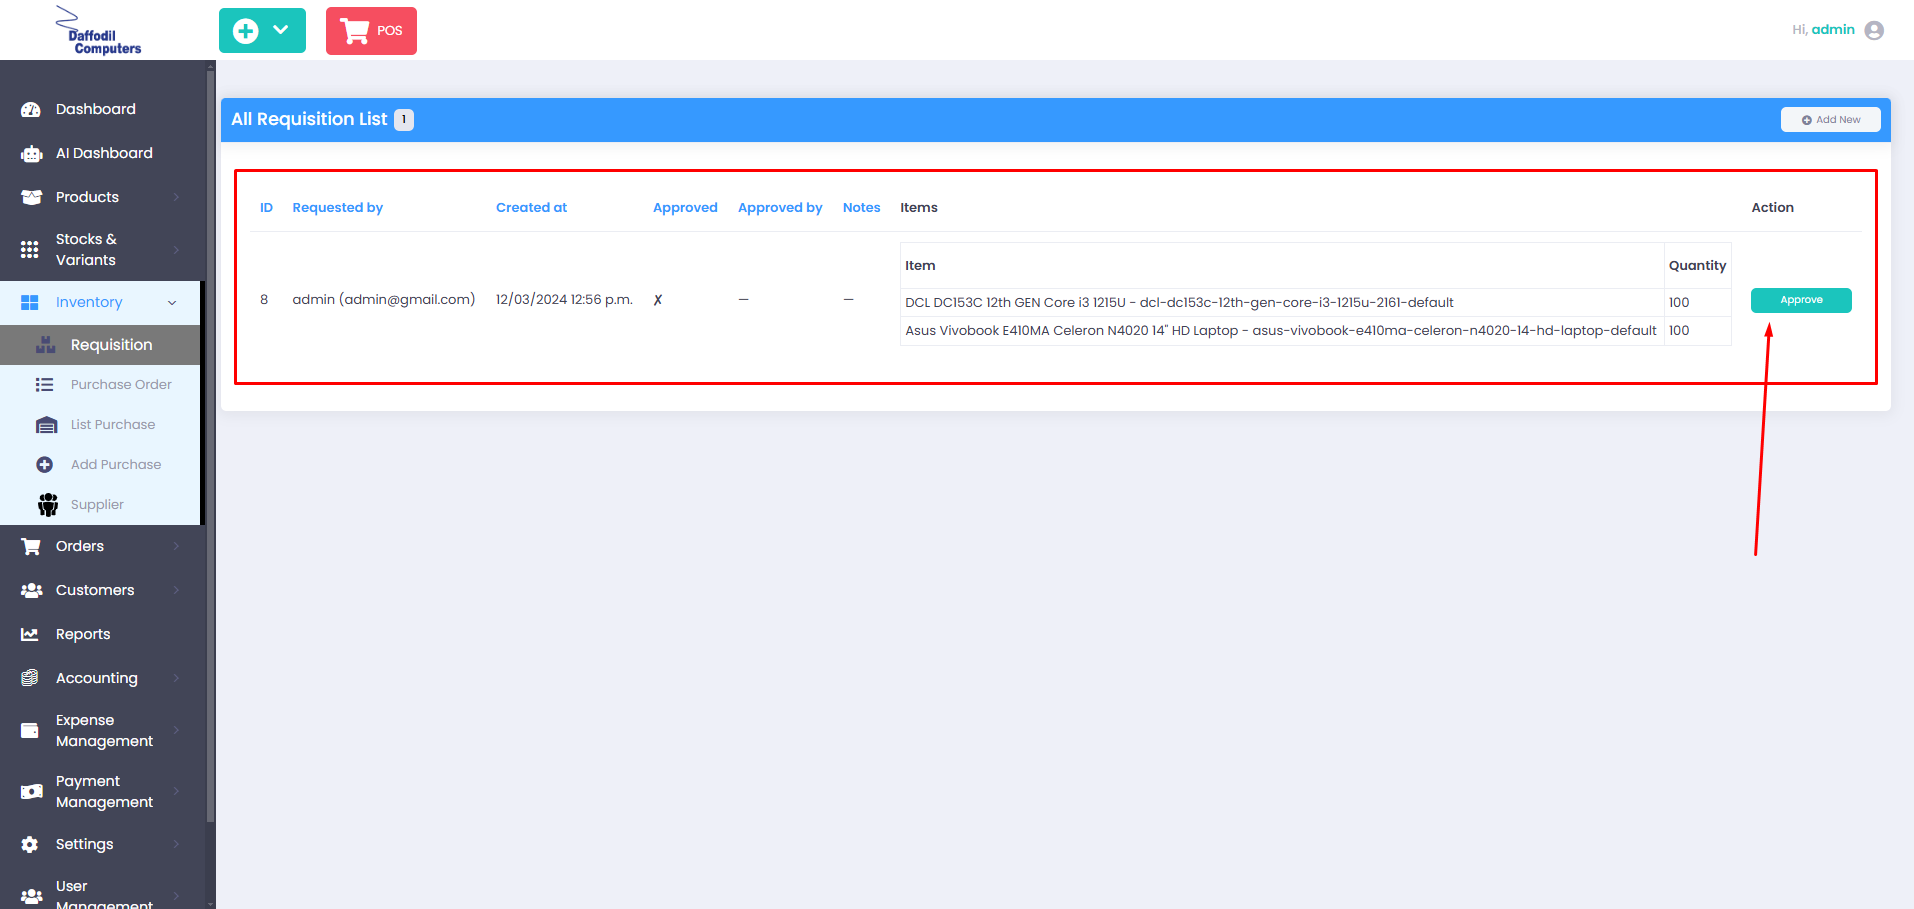 Daffodil
Computers
POS
Hi, admin
Dashboard
AI Dashboard
Products
Stocks &
Variants
Inventory
Requisition
Purchase Order
List Purchase
Add Purchase
Supplier
Orders
Customers
Reports
Accounting
Expense
Management
Payment
Management
Settings
User
Management
All Requisition List 1
Add New
ID Requested by Created at Approved Approved by Notes Items Action
Item Quantity
8 admin (admin@gmail.com) 12/03/2024 12:56 p.m. ✗ — —
DCL DC153C 12th GEN Core i3 1215U - dcl-dc153c-12th-gen-core-i3-1215u-2161-default 100
Asus Vivobook E410MA Celeron N4020 14" HD Laptop - asus-vivobook-e410ma-celeron-n4020-14-hd-laptop-default 100
Approve